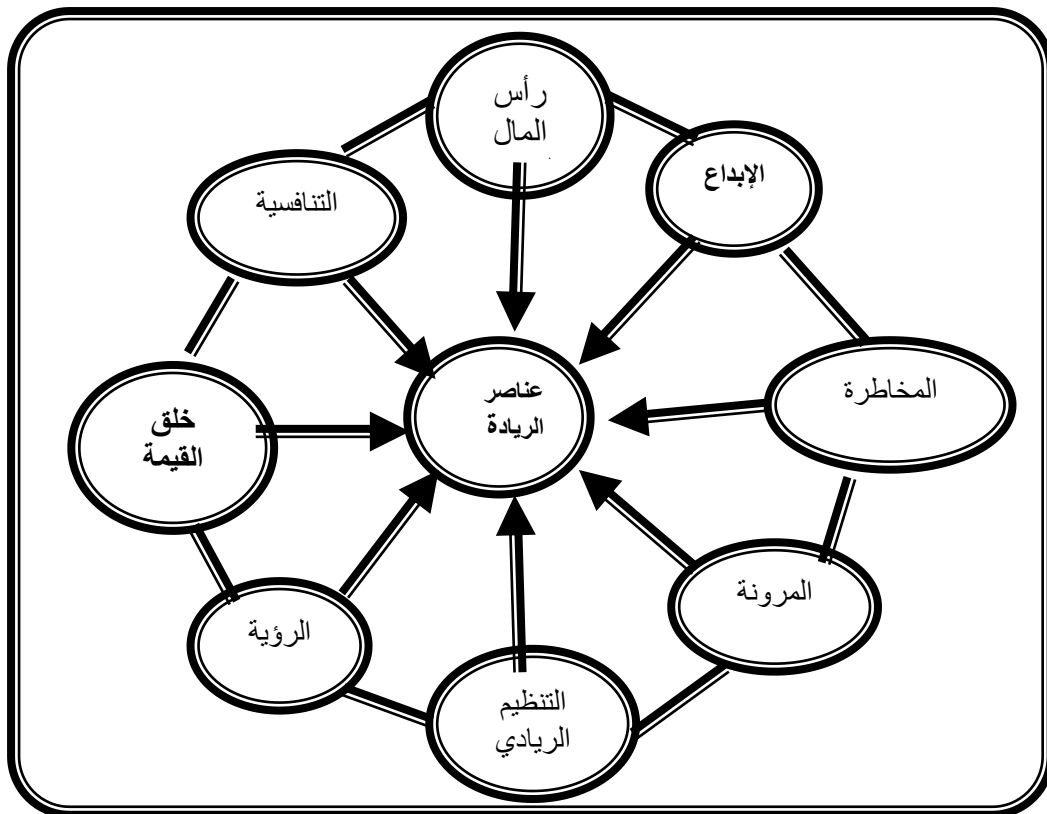 رأس
المال
الإبداع
التنافسية
المخاطرة
عناصر
الريادة
خلق
القيمة
المرونة
الرؤية
التنظيم
الريادي